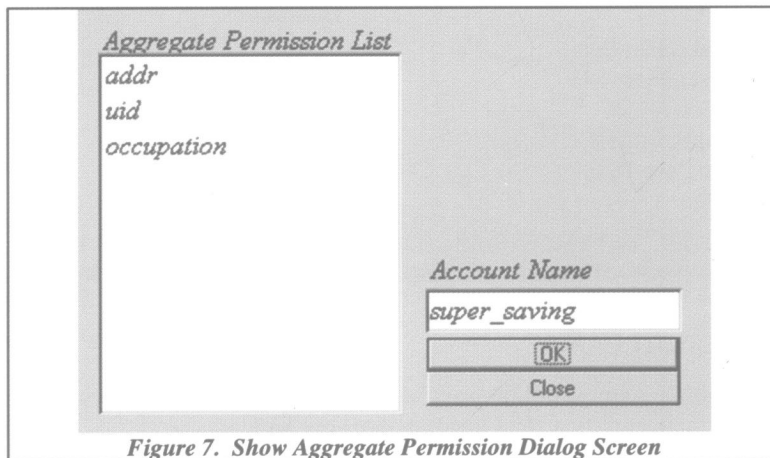 Aggregate Permission List
addr
uid
occupation
Account Name
super_saving
OK
Close
Figure 7. Show Aggregate Permission Dialog Screen